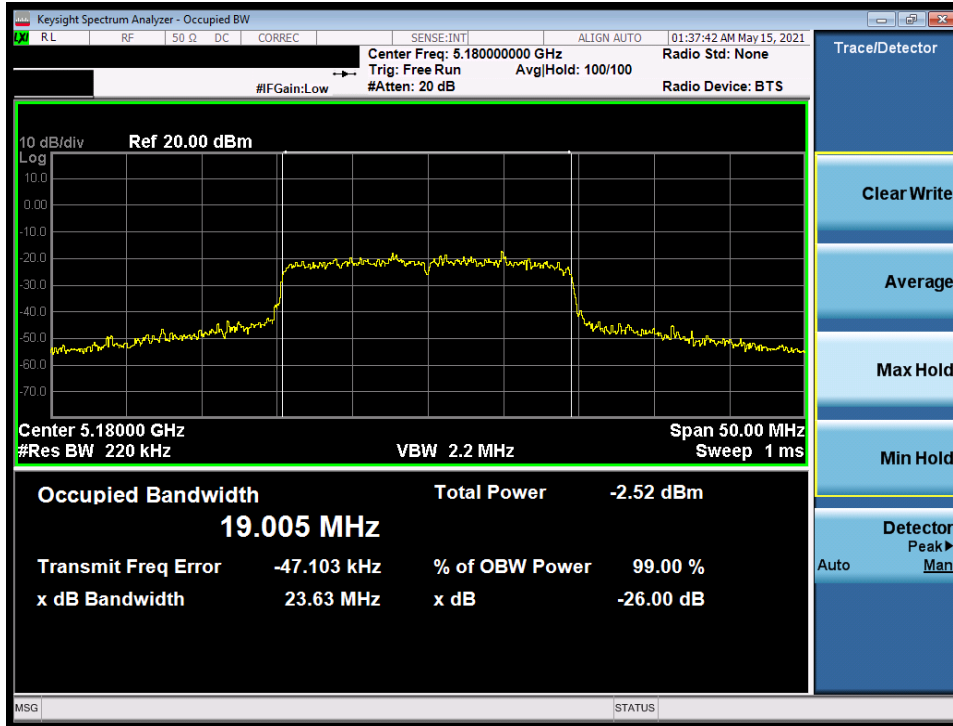 Keysight Spectrum Analyzer - Occupied BW
LXI RL RF 50 Ω DC CORREC SENSE:INT ALIGN AUTO 01:37:42 AM May 15, 2021
Center Freq: 5.180000000 GHz Radio Std: None
Trig: Free Run Avg|Hold: 100/100
#IFGain:Low #Atten: 20 dB Radio Device: BTS
Trace/Detector
10 dB/div Ref 20.00 dBm
Log
10.0
0.00
-10.0
-20.0
-30.0
-40.0
-50.0
-60.0
-70.0
Center 5.18000 GHz Span 50.00 MHz
#Res BW 220 kHz VBW 2.2 MHz Sweep 1 ms
Occupied Bandwidth Total Power -2.52 dBm
19.005 MHz
Transmit Freq Error -47.103 kHz % of OBW Power 99.00 %
x dB Bandwidth 23.63 MHz x dB -26.00 dB
Clear Write
Average
Max Hold
Min Hold
Detector
Peak▶
Auto Man
MSG STATUS